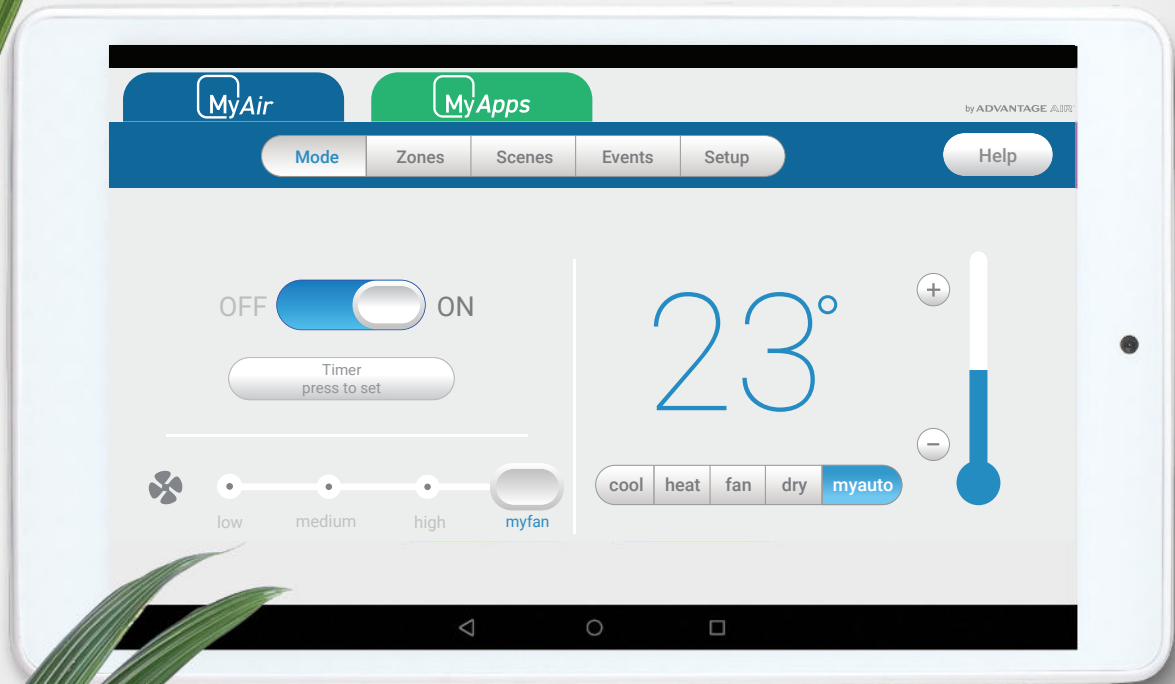 MyAir
MyApps
by ADVANTAGE AIR
Mode
Zones
Scenes
Events
Setup
Help
OFF
ON
Timer
press to set
low
medium
high
myfan
23°
+
−
cool
heat
fan
dry
myauto